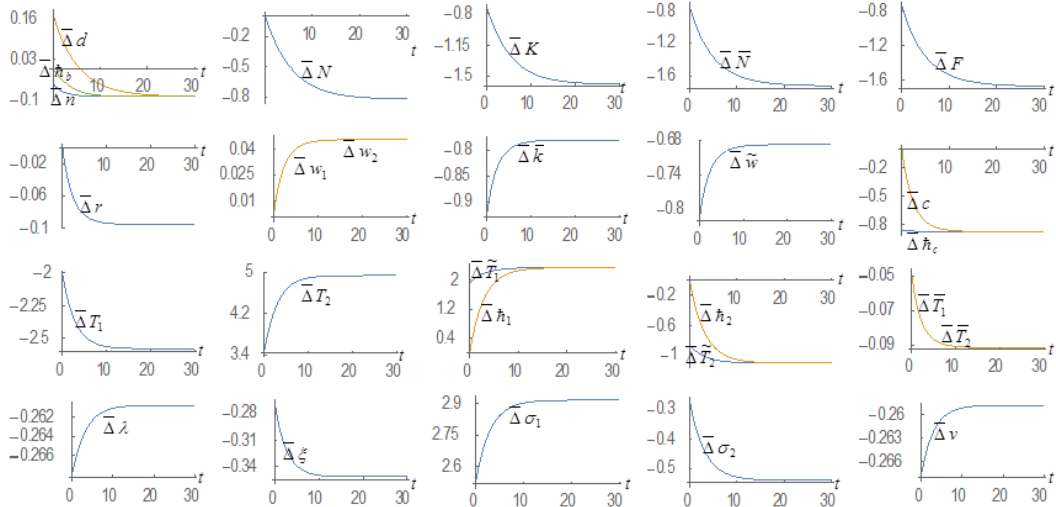 0.16 0.03 −0.1 Δ̅ d Δ̅ ħ_b Δ̅ n 10 20 30 t
−0.2 −0.5 −0.8 Δ̅ N 0 10 20 30 t
−0.8 −1.15 −1.5 Δ̅ K 0 10 20 30 t
−0.8 −1.2 −1.6 Δ̅ N̅ 0 10 20 30 t
−0.8 −1.2 −1.6 Δ̅ F 0 10 20 30 t
−0.02 −0.06 −0.1 Δ̅ r 0 10 20 30 t
0.04 0.025 0.01 Δ̅ w₁ Δ̅ w₂ 0 10 20 30 t
−0.8 −0.85 −0.9 Δ̅ k̅ 0 10 20 30 t
−0.68 −0.74 −0.8 Δ̅ w̃ 0 10 20 30 t
−0.2 −0.5 −0.8 Δ̅ c Δ̅ ħ_c 0 10 20 30 t
−2 −2.25 −2.5 Δ̅ T₁ 0 10 20 30 t
5 4.2 3.4 Δ̅ T₂ 0 10 20 30 t
2 1.2 0.4 Δ̅ T̃₁ Δ̅ ħ₁ 0 10 20 30 t
−0.2 −0.6 −1 Δ̅ ħ₂ Δ̅ T̃₂ 0 10 20 30 t
−0.05 −0.07 −0.09 Δ̅ T̅₁ Δ̅ T̅₂ 0 10 20 30 t
−0.262 −0.264 −0.266 Δ̅ λ 0 10 20 30 t
−0.28 −0.31 −0.34 Δ̅ ξ 0 10 20 30 t
2.9 2.75 2.6 Δ̅ σ₁ 0 10 20 30 t
−0.3 −0.4 −0.5 Δ̅ σ₂ 0 10 20 30 t
−0.26 −0.263 −0.266 Δ̅ v 0 10 20 30 t